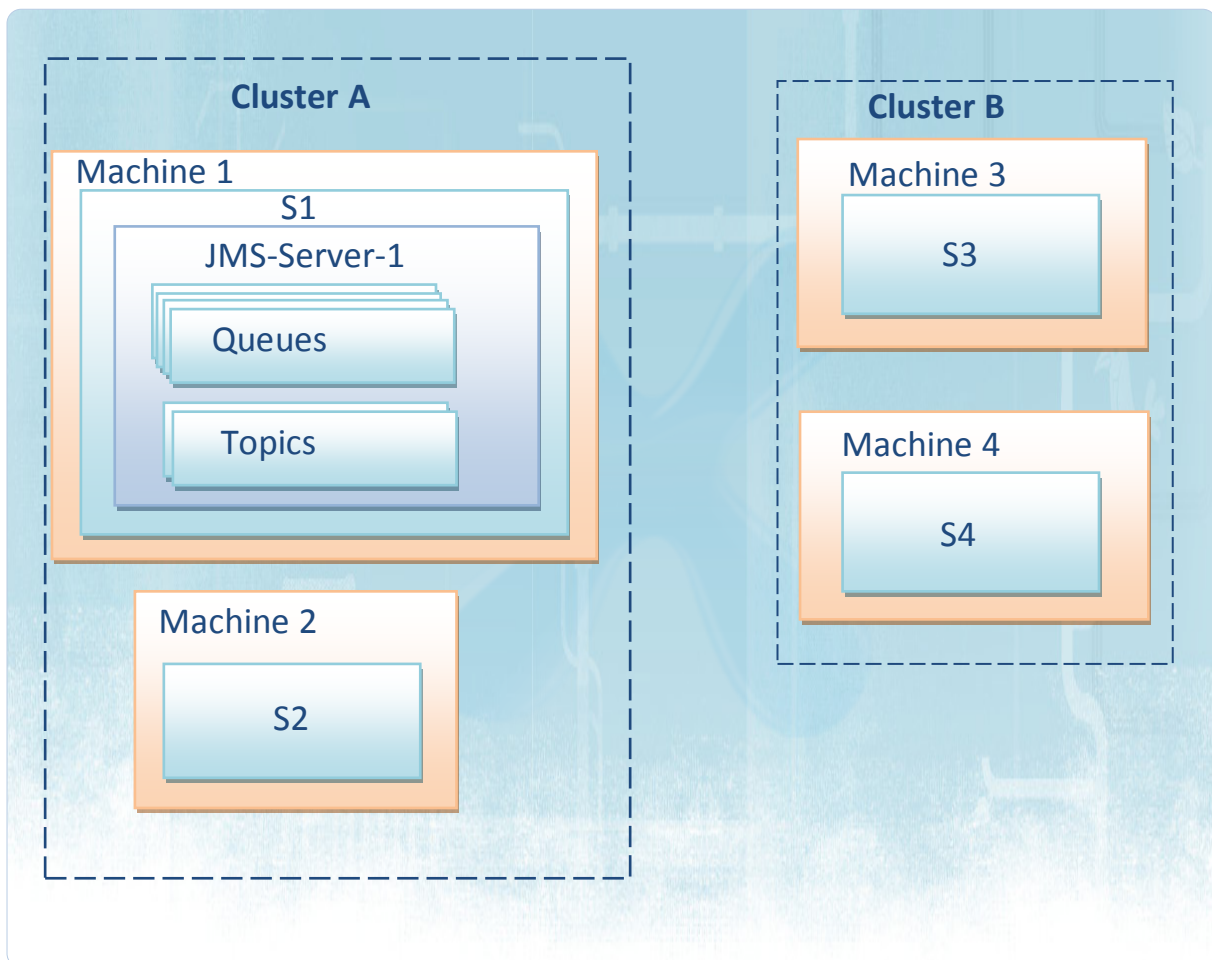 Cluster A
Machine 1
S1
JMS-Server-1
Queues
Topics
Machine 2
S2
Cluster B
Machine 3
S3
Machine 4
S4